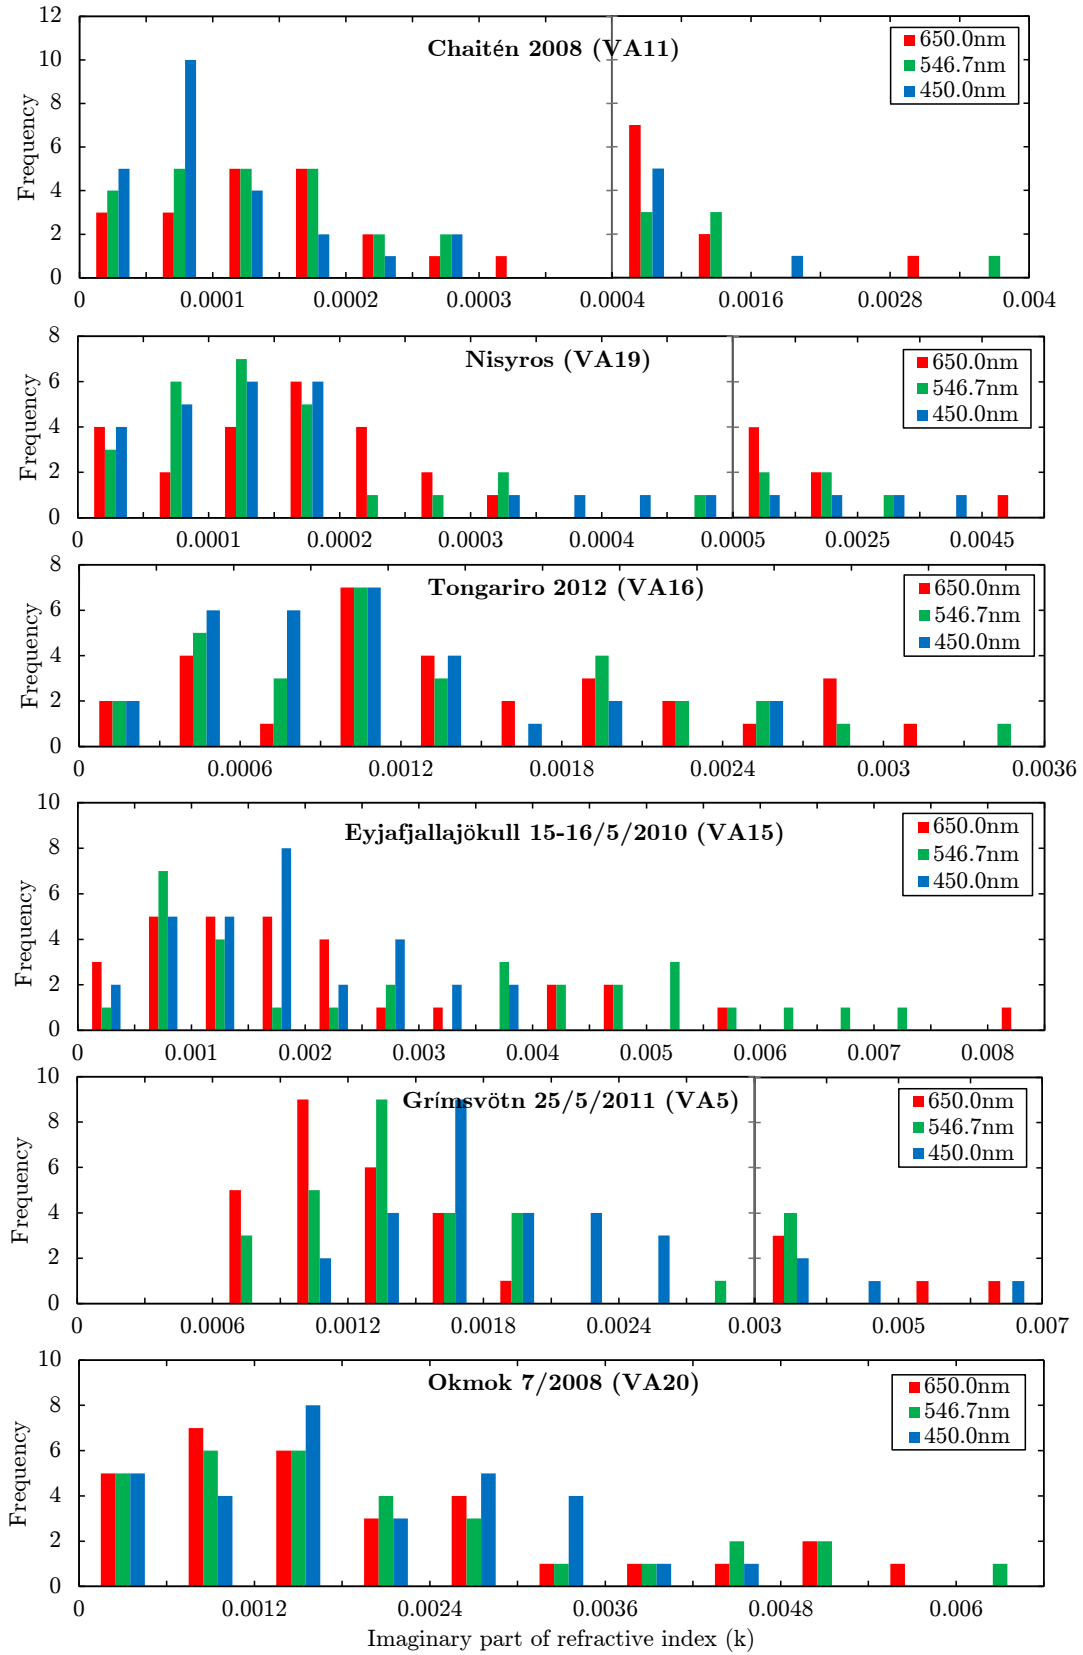 12
10
8
6
4
2
0
Frequency
Chaitén 2008 (VA11)
650.0nm
546.7nm
450.0nm
0 0.0001 0.0002 0.0003 0.0004 0.0016 0.0028 0.004
8
6
4
2
0
Frequency
Nisyros (VA19)
650.0nm
546.7nm
450.0nm
0 0.0001 0.0002 0.0003 0.0004 0.0005 0.0025 0.0045
8
6
4
2
0
Frequency
Tongariro 2012 (VA16)
650.0nm
546.7nm
450.0nm
0 0.0006 0.0012 0.0018 0.0024 0.003 0.0036
10
8
6
4
2
0
Frequency
Eyjafjallajökull 15-16/5/2010 (VA15)
650.0nm
546.7nm
450.0nm
0 0.001 0.002 0.003 0.004 0.005 0.006 0.007 0.008
10
8
6
4
2
0
Frequency
Grímsvötn 25/5/2011 (VA5)
650.0nm
546.7nm
450.0nm
0 0.0006 0.0012 0.0018 0.0024 0.003 0.005 0.007
10
8
6
4
2
0
Frequency
Okmok 7/2008 (VA20)
650.0nm
546.7nm
450.0nm
0 0.0012 0.0024 0.0036 0.0048 0.006
Imaginary part of refractive index (k)